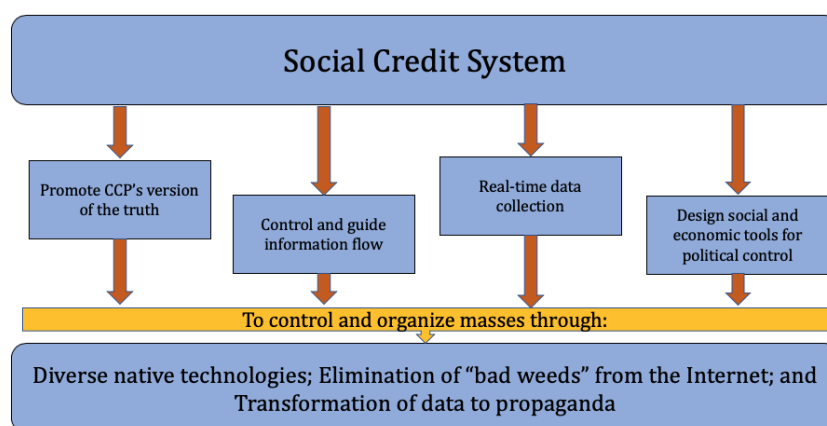 Social Credit System
Promote CCP's version
of the truth
Control and guide
information flow
Real-time data
collection
Design social and
economic tools for
political control
To control and organize masses through:
Diverse native technologies; Elimination of “bad weeds” from the Internet; and
Transformation of data to propaganda